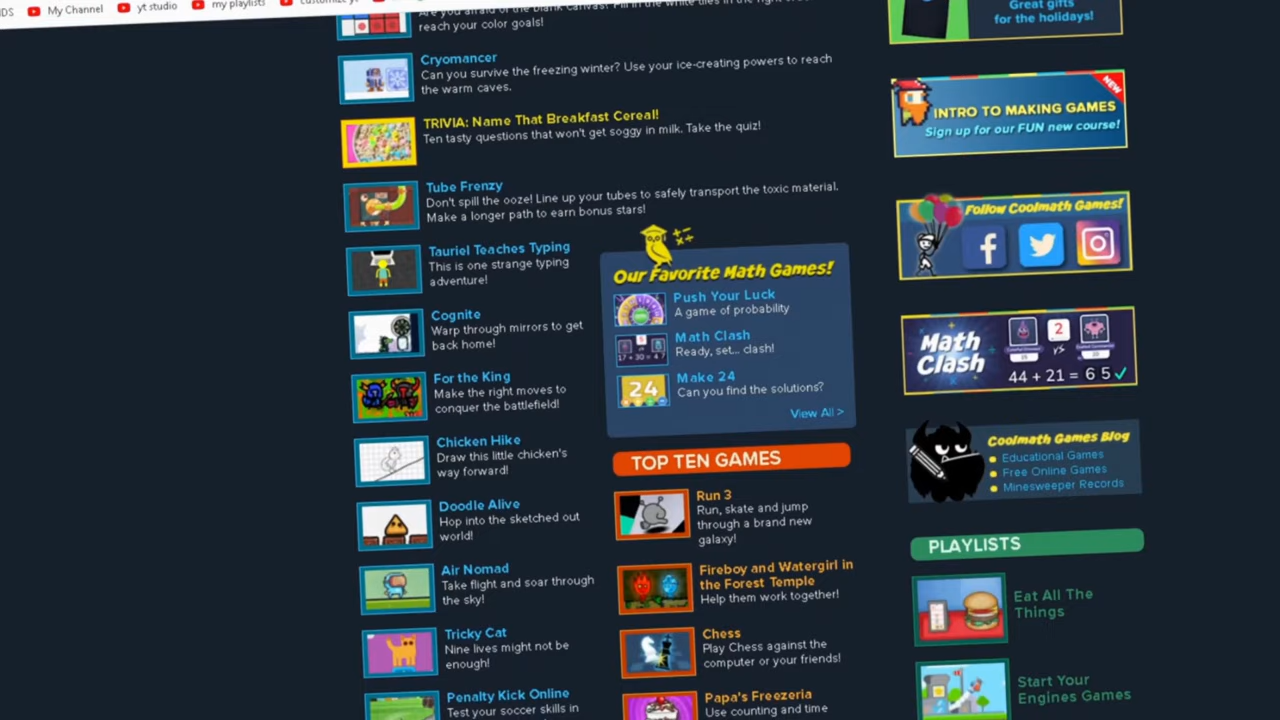 My Channel
yt studio
my playlists
reach your color goals!
Cryomancer
Can you survive the freezing winter? Use your ice-creating powers to reach
the warm caves.
TRIVIA: Name That Breakfast Cereal!
Ten tasty questions that won't get soggy in milk. Take the quiz!
Tube Frenzy
Don't spill the ooze! Line up your tubes to safely transport the toxic material.
Make a longer path to earn bonus stars!
Tauriel Teaches Typing
This is one strange typing
adventure!
Cognite
Warp through mirrors to get
back home!
For the King
Make the right moves to
conquer the battlefield!
Chicken Hike
Draw this little chicken's
way forward!
Doodle Alive
Hop into the sketched out
world!
Air Nomad
Take flight and soar through
the sky!
Tricky Cat
Nine lives might not be
enough!
Penalty Kick Online
Test your soccer skills in
Our Favorite Math Games!
Push Your Luck
A game of probability
Math Clash
Ready, set... clash!
17 + 30 = 4 7
Make 24
Can you find the solutions?
24
View All >
TOP TEN GAMES
Run 3
Run, skate and jump
through a brand new
galaxy!
Fireboy and Watergirl in
the Forest Temple
Help them work together!
Chess
Play Chess against the
computer or your friends!
Papa's Freezeria
Use counting and time
Great gifts
for the holidays!
NEW
INTRO TO MAKING GAMES
Sign up for our FUN new course!
Follow Coolmath Games!
Math
Clash
2
vs
44 + 21 = 6 5
Coolmath Games Blog
Educational Games
Free Online Games
Minesweeper Records
PLAYLISTS
Eat All The
Things
Start Your
Engines Games